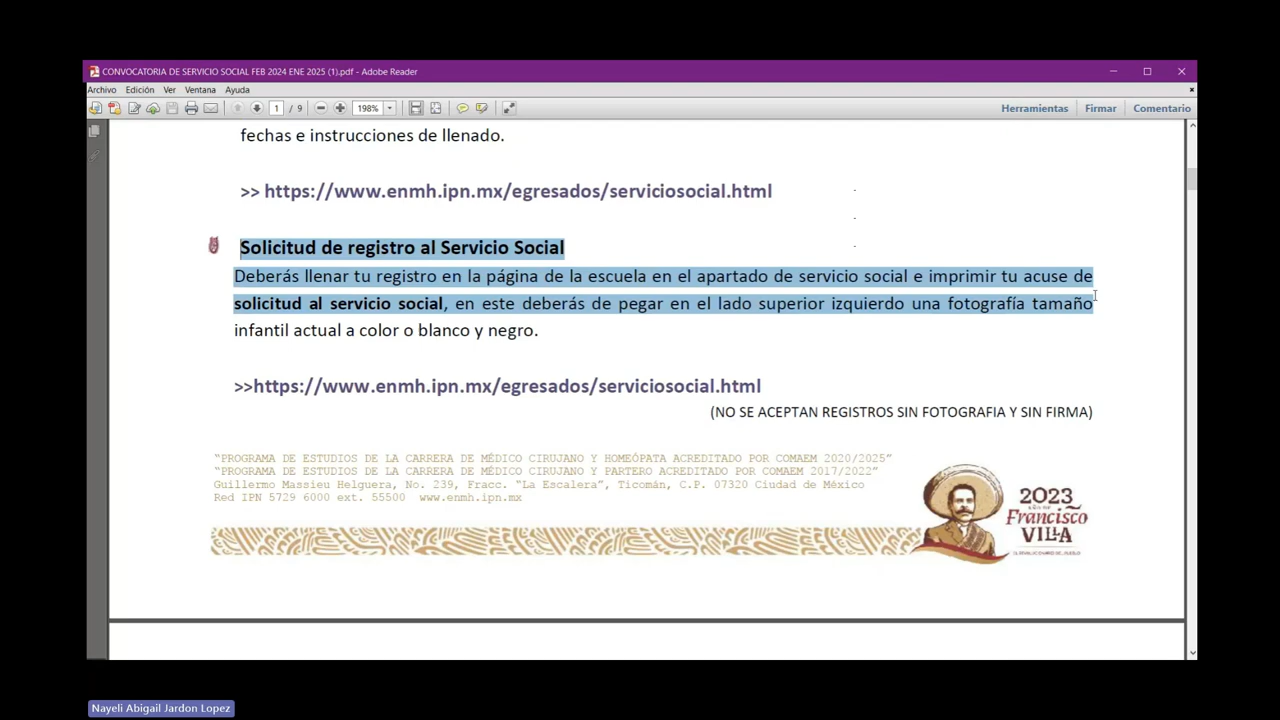 CONVOCATORIA DE SERVICIO SOCIAL FEB 2024 ENE 2025 (1).pdf - Adobe Reader
Archivo Edición Ver Ventana Ayuda
1 / 9 198% Herramientas Firmar Comentario
fechas e instrucciones de llenado.
>> https://www.enmh.ipn.mx/egresados/serviciosocial.html
Solicitud de registro al Servicio Social
Deberás llenar tu registro en la página de la escuela en el apartado de servicio social e imprimir tu acuse de
solicitud al servicio social, en este deberás de pegar en el lado superior izquierdo una fotografía tamaño
infantil actual a color o blanco y negro.
>>https://www.enmh.ipn.mx/egresados/serviciosocial.html
(NO SE ACEPTAN REGISTROS SIN FOTOGRAFIA Y SIN FIRMA)
“PROGRAMA DE ESTUDIOS DE LA CARRERA DE MÉDICO CIRUJANO Y HOMEÓPATA ACREDITADO POR COMAEM 2020/2025”
“PROGRAMA DE ESTUDIOS DE LA CARRERA DE MÉDICO CIRUJANO Y PARTERO ACREDITADO POR COMAEM 2017/2022”
Guillermo Massieu Helguera, No. 239, Fracc. “La Escalera”, Ticomán, C.P. 07320 Ciudad de México
Red IPN 5729 6000 ext. 55500 www.enmh.ipn.mx
2023
Francisco
VILLA
EL REVOLUCIONARIO DEL PUEBLO
Nayeli Abigail Jardon Lopez